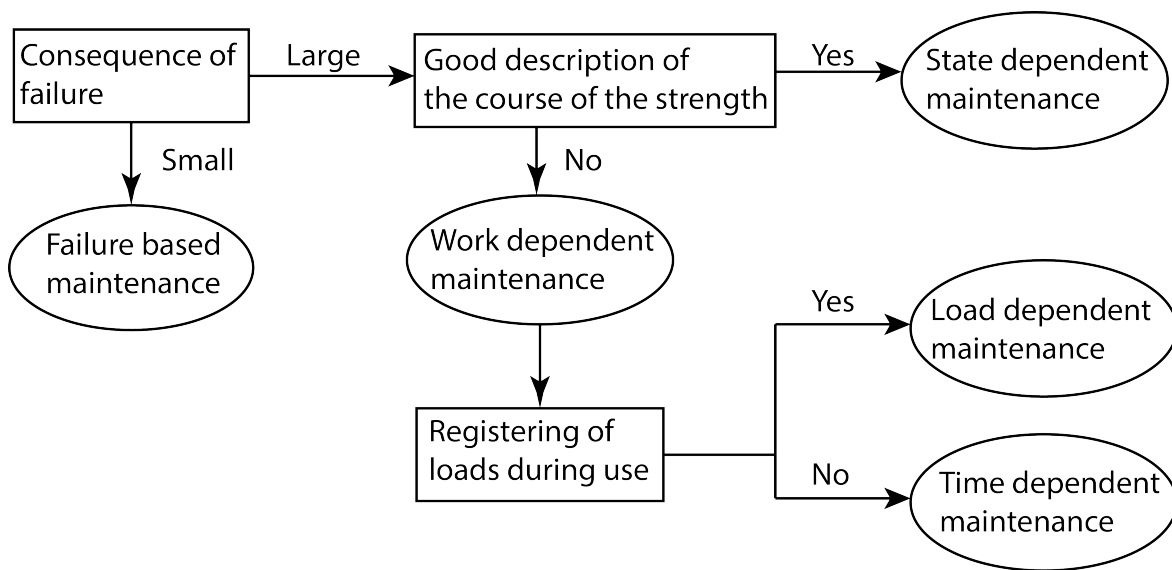 Consequence of
failure
Large
Good description of
the course of the strength
Yes
State dependent
maintenance
Small
No
Failure based
maintenance
Work dependent
maintenance
Yes
Load dependent
maintenance
Registering of
loads during use
No
Time dependent
maintenance